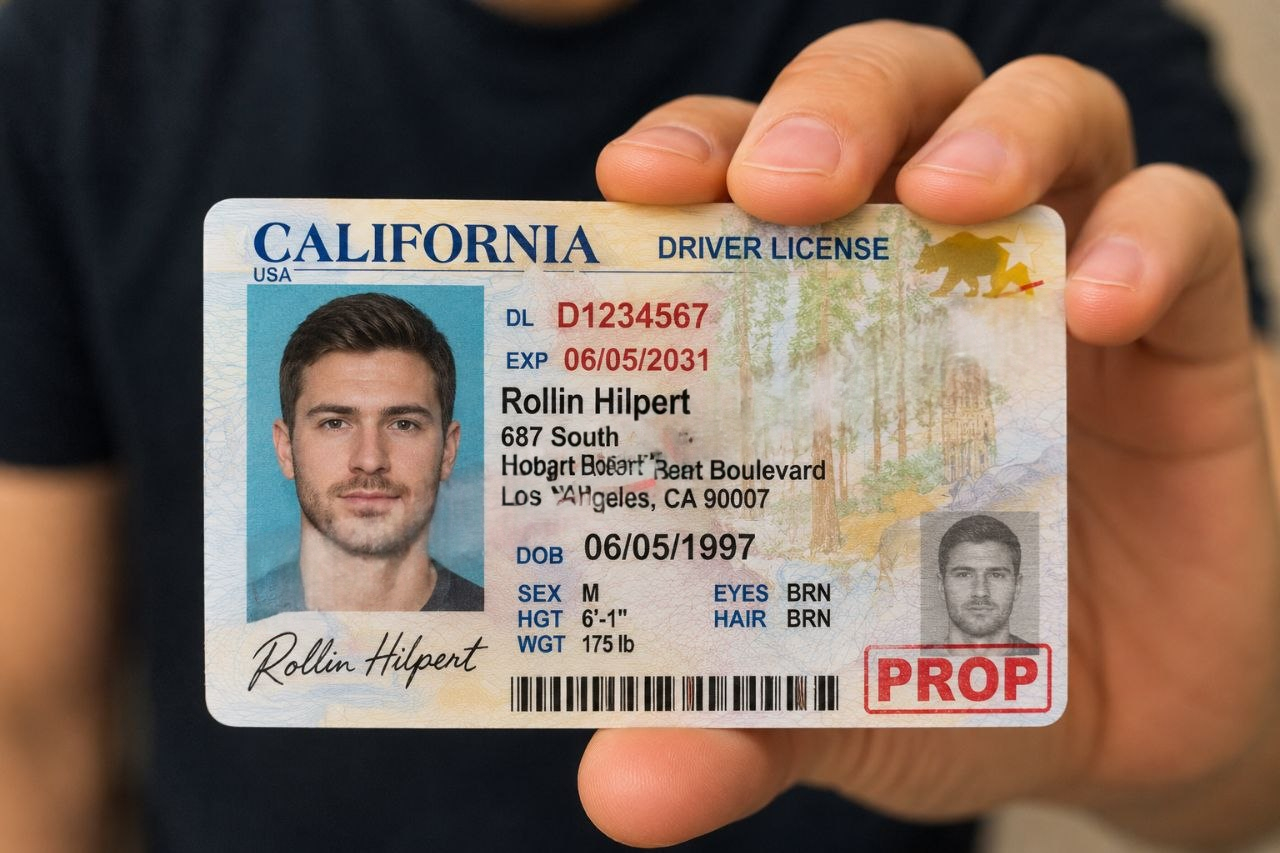 CALIFORNIA
DRIVER LICENSE
USA
DL D1234567
EXP 06/05/2031
Rollin Hilpert
687 South
Hobart Boulevard
Los geles, CA 90007
DOB 06/05/1997
SEX M
EYES BRN
HGT 6'-1"
HAIR BRN
WGT 175 lb
Rollin Hilpert
PROP